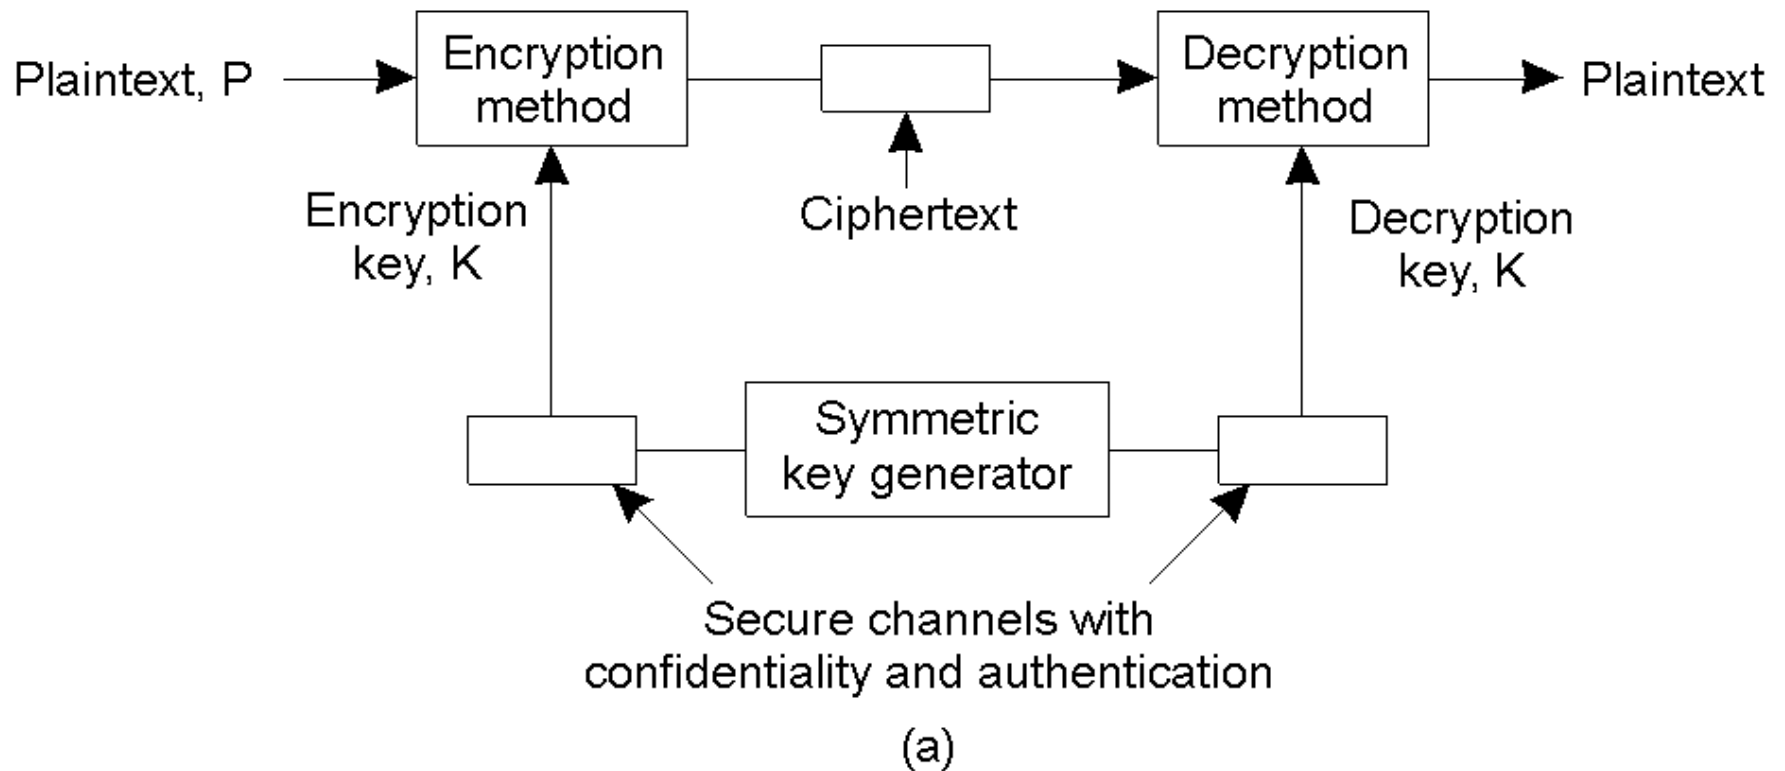 Plaintext, P
Encryption
method
Decryption
method
Plaintext
Encryption
key, K
Ciphertext
Decryption
key, K
Symmetric
key generator
Secure channels with
confidentiality and authentication
(a)